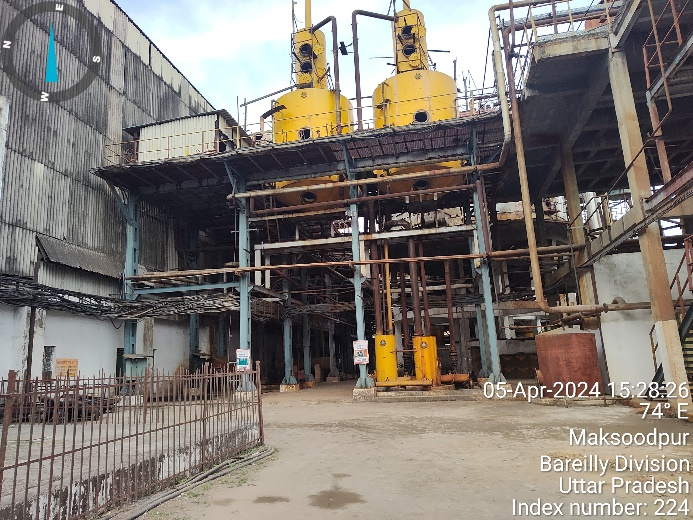 N
E
S
W
05-Apr-2024 15:28:26
74° E
Maksoodpur
Bareilly Division
Uttar Pradesh
Index number: 224